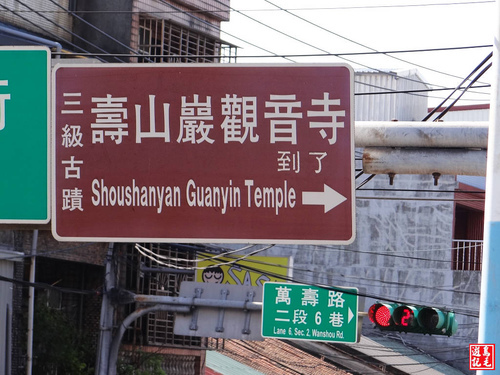 三級古蹟
壽山巖觀音寺
到了
Shoushanyan Guanyin Temple
萬壽路
二段6巷
Lane 6, Sec. 2, Wanshou Rd.
2